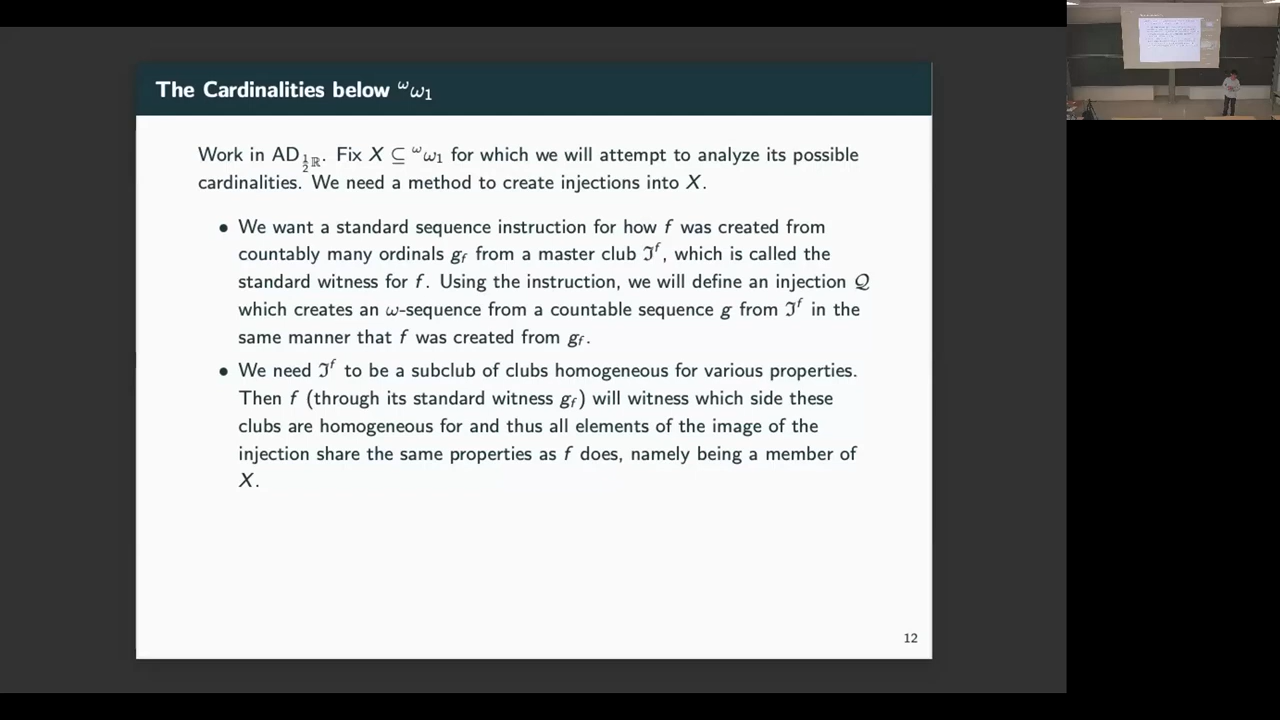 The Cardinalities below ^ωω₁
Work in AD_{½ℝ}. Fix X ⊆ ^ωω₁ for which we will attempt to analyze its possible
cardinalities. We need a method to create injections into X.
• We want a standard sequence instruction for how f was created from
countably many ordinals g_f from a master club ℑ^f, which is called the
standard witness for f. Using the instruction, we will define an injection 𝒬
which creates an ω-sequence from a countable sequence g from ℑ^f in the
same manner that f was created from g_f.
• We need ℑ^f to be a subclub of clubs homogeneous for various properties.
Then f (through its standard witness g_f) will witness which side these
clubs are homogeneous for and thus all elements of the image of the
injection share the same properties as f does, namely being a member of
X.
12